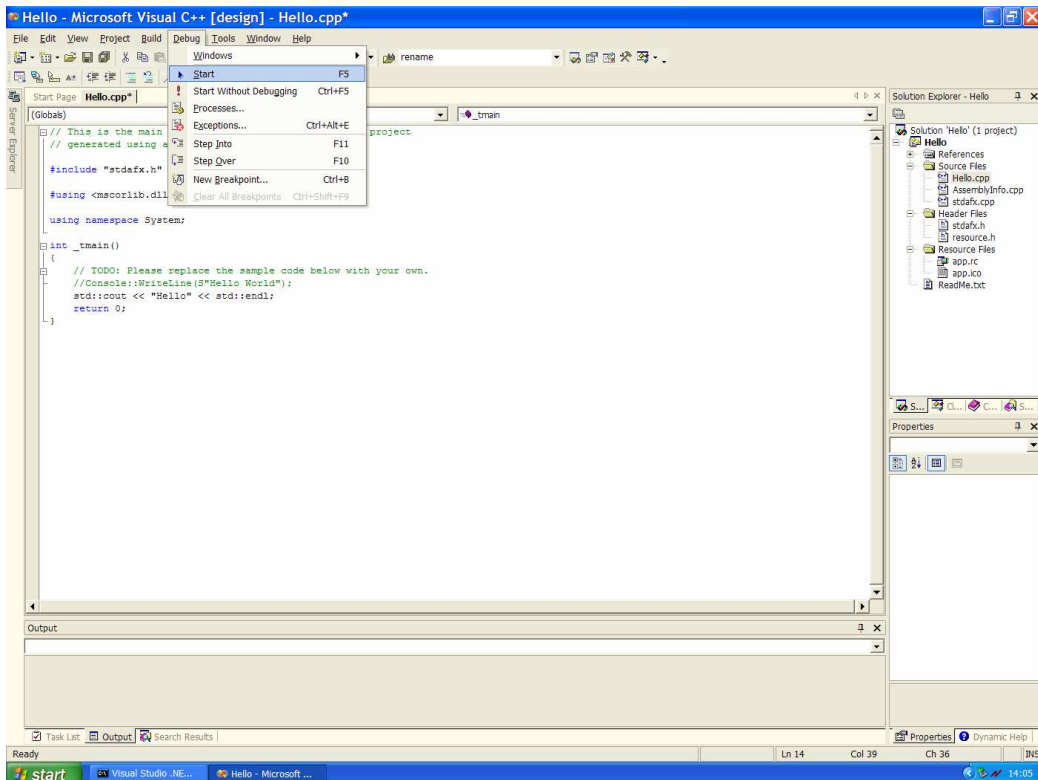 Hello - Microsoft Visual C++ [design] - Hello.cpp*
File Edit View Project Build Debug Tools Window Help
rename
Windows
Start F5
Start Without Debugging Ctrl+F5
Processes...
Exceptions... Ctrl+Alt+E
Step Into F11
Step Over F10
New Breakpoint... Ctrl+B
Clear All Breakpoints Ctrl+Shift+F9
Server Explorer
Start Page Hello.cpp*
(Globals) _tmain
// This is the main project
// generated using a
#include "stdafx.h"
#using <mscorlib.dll
using namespace System;
int _tmain()
{
// TODO: Please replace the sample code below with your own.
//Console::WriteLine(S"Hello World");
std::cout << "Hello" << std::endl;
return 0;
}
Solution Explorer - Hello
Solution 'Hello' (1 project)
Hello
References
Source Files
Hello.cpp
AssemblyInfo.cpp
stdafx.cpp
Header Files
stdafx.h
resource.h
Resource Files
app.rc
app.ico
ReadMe.txt
S... Cl... C... S...
Properties
Output
Task List Output Search Results
Properties Dynamic Help
Ready Ln 14 Col 39 Ch 36 INS
start Visual Studio .NE... Hello - Microsoft ... 14:05